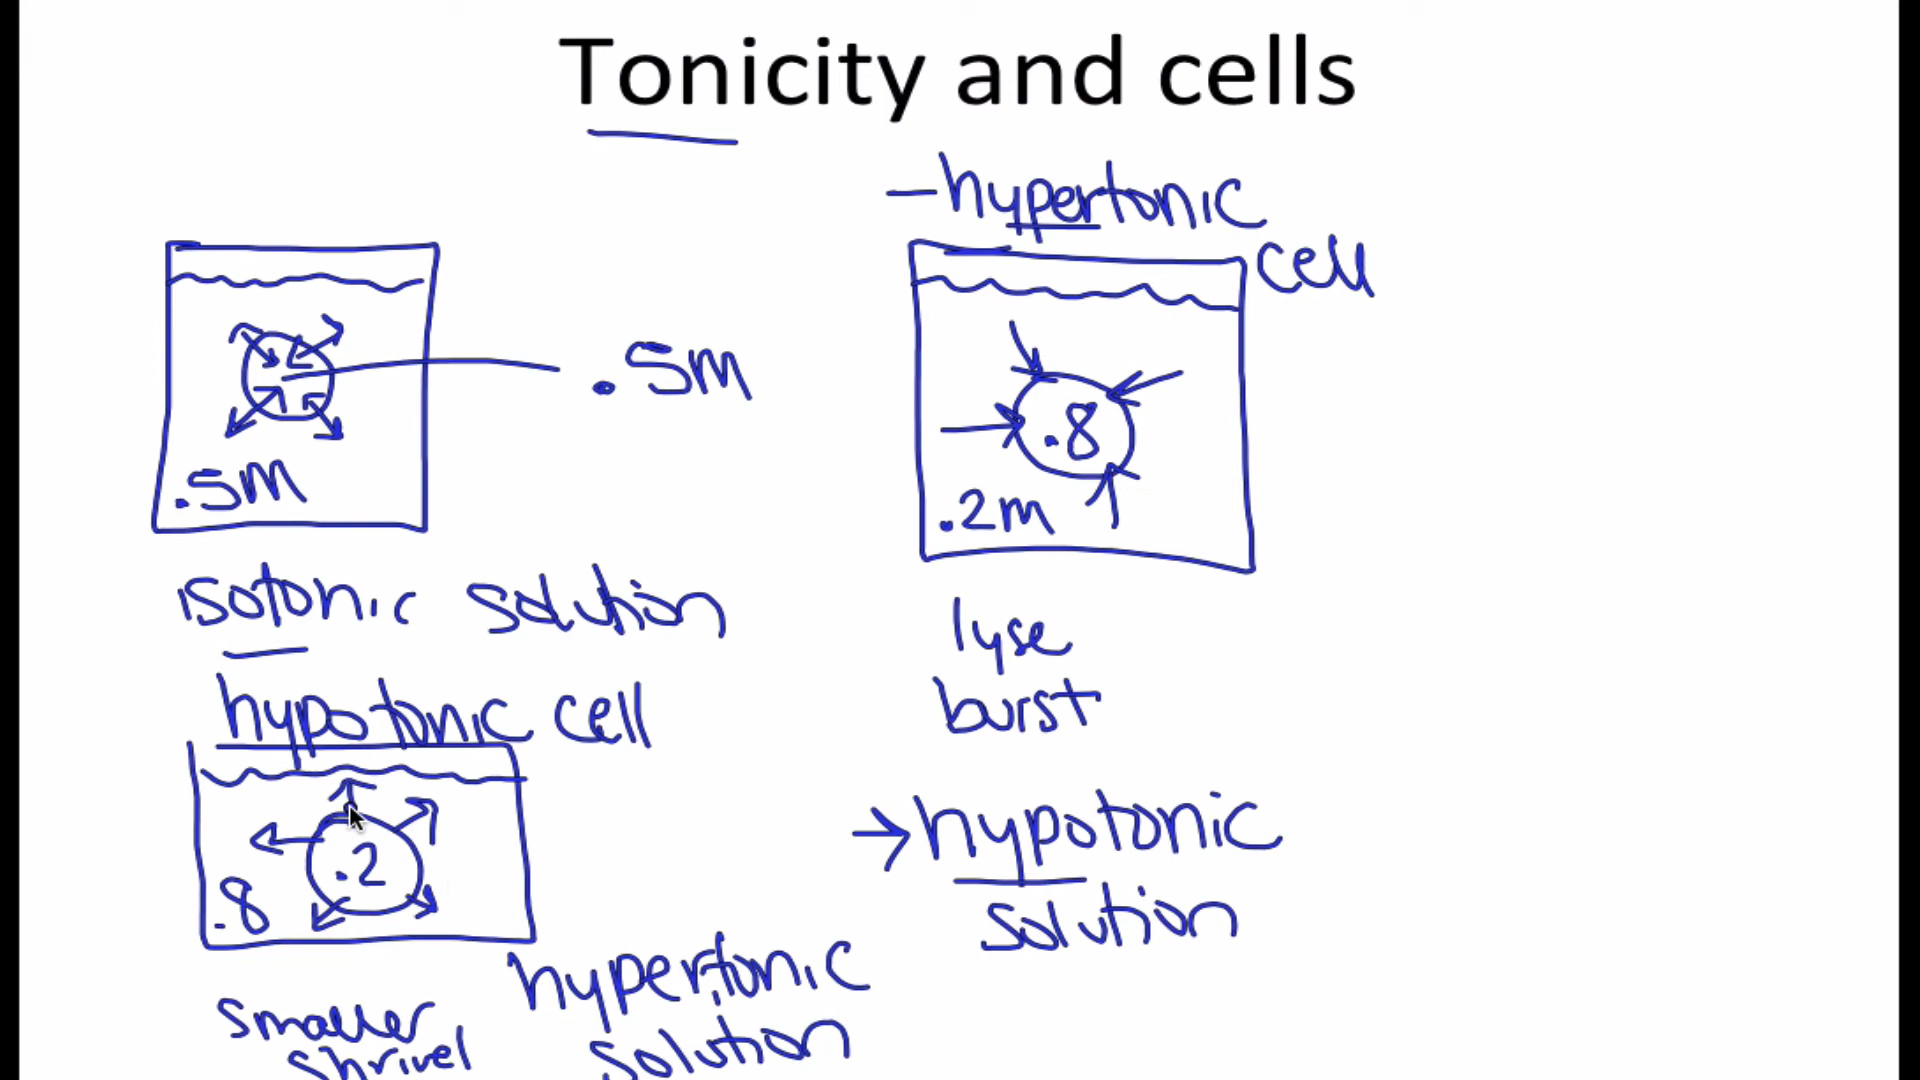 Tonicity and cells
.5M
.5M
isotonic solution
-hypertonic
cell
.8
.2M
lyse
burst
→hypotonic
solution
hypotonic cell
.2
.8
smaller
shrivel
hypertonic
solution